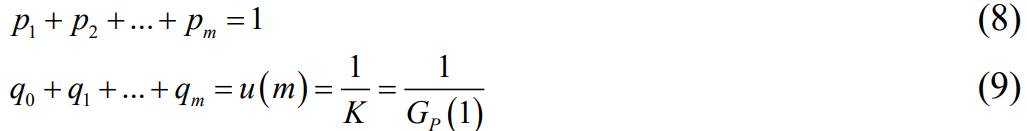 p₁ + p₂ + ... + pₘ = 1 (8)
q₀ + q₁ + ... + qₘ = u(m) = 1/K = 1/G_P(1) (9)